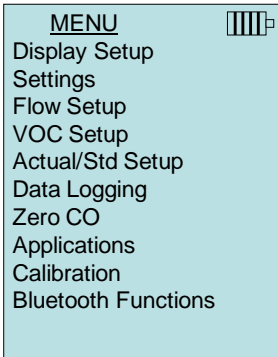 MENU
Display Setup
Settings
Flow Setup
VOC Setup
Actual/Std Setup
Data Logging
Zero CO
Applications
Calibration
Bluetooth Functions